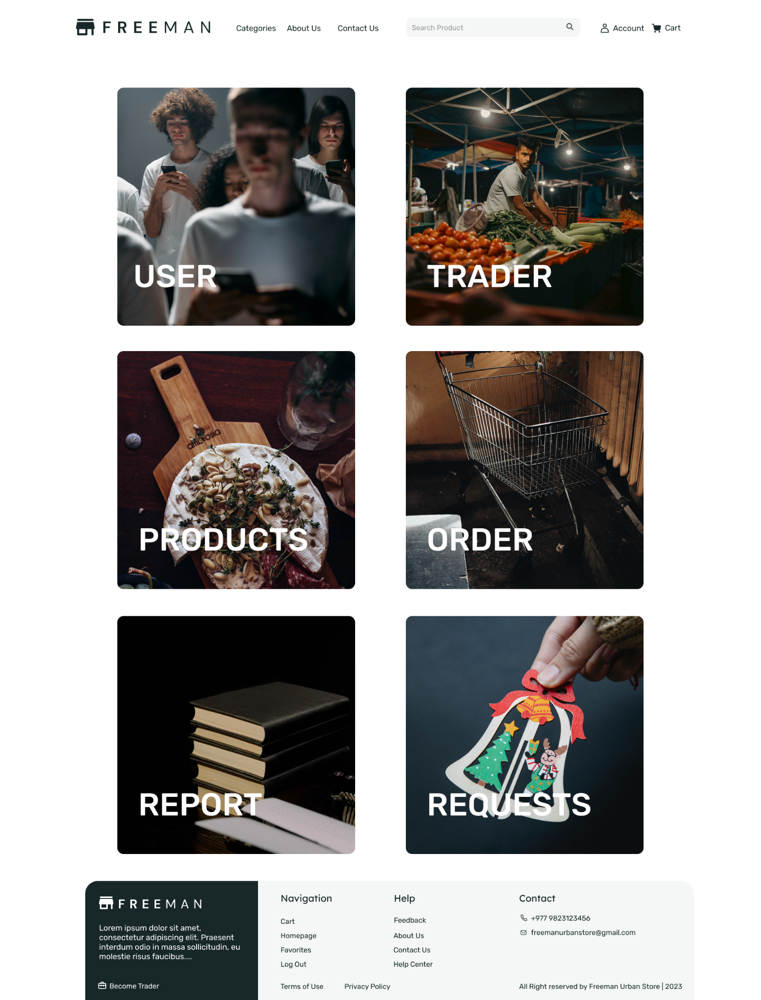 FREEMAN
Categories About Us Contact Us
Search Product
Account Cart
USER
TRADER
ambrosia
PRODUCTS
ORDER
REPORT
REQUESTS
FREEMAN
Lorem ipsum dolor sit amet,
consectetur adipiscing elit. Praesent
interdum odio in massa sollicitudin, eu
molestie risus faucibus....
Become Trader
Navigation
Cart
Homepage
Favorites
Log Out
Help
Feedback
About Us
Contact Us
Help Center
Contact
+977 9823123456
freemanurbanstore@gmail.com
Terms of Use Privacy Policy
All Right reserved by Freeman Urban Store | 2023